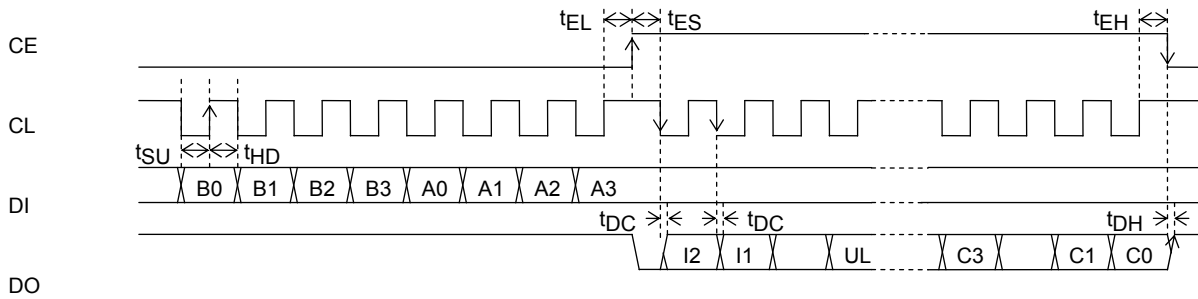 tEL tES tEH
CE
CL
tSU tHD
B0 B1 B2 B3 A0 A1 A2 A3
DI
tDC tDC tDH
I2 I1 UL C3 C1 C0
DO